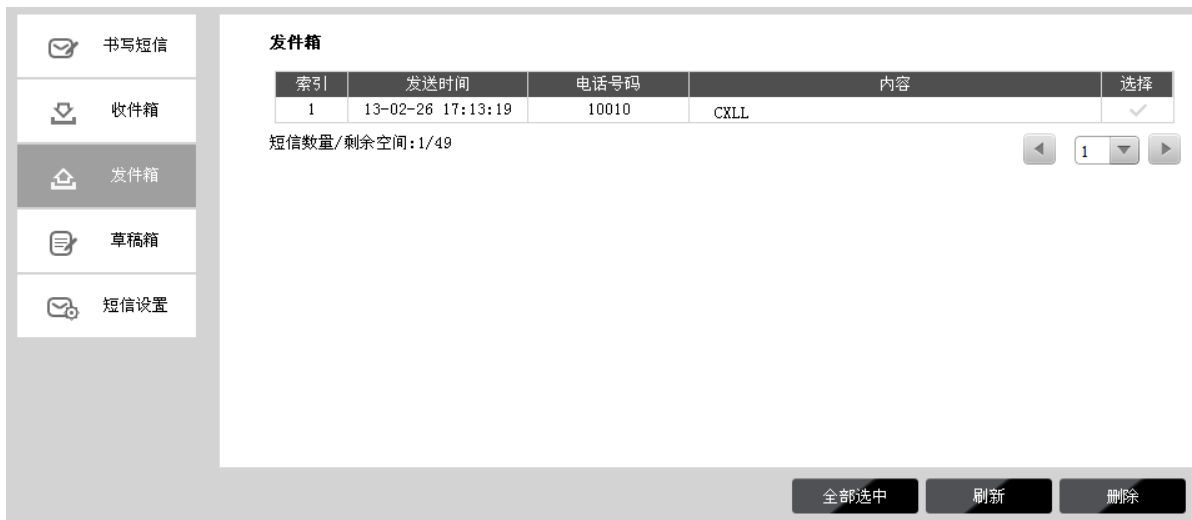 书写短信
收件箱
发件箱
草稿箱
短信设置
发件箱
索引 发送时间 电话号码 内容 选择
1 13-02-26 17:13:19 10010 CXLL
短信数量/剩余空间:1/49
1
全部选中 刷新 删除